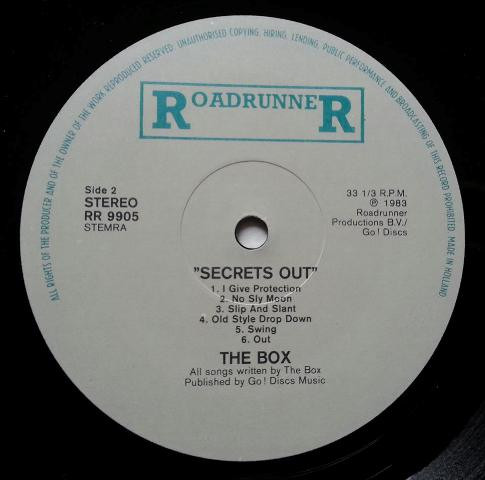 ALL RIGHTS OF THE PRODUCER AND OF THE OWNER OF THE WORK REPRODUCED RESERVED. UNAUTHORISED COPYING, HIRING, LENDING, PUBLIC PERFORMANCE AND BROADCASTING OF THIS RECORD PROHIBITED MADE IN HOLLAND
ROADRUNNER
Side 2
STEREO
RR 9905
STEMRA
33 1/3 R.P.M.
℗ 1983
Roadrunner
Productions B.V./
Go! Discs
"SECRETS OUT"
1. I Give Protection
2. No Sly Moon
3. Slip And Slant
4. Old Style Drop Down
5. Swing
6. Out
THE BOX
All songs written by The Box
Published by Go! Discs Music